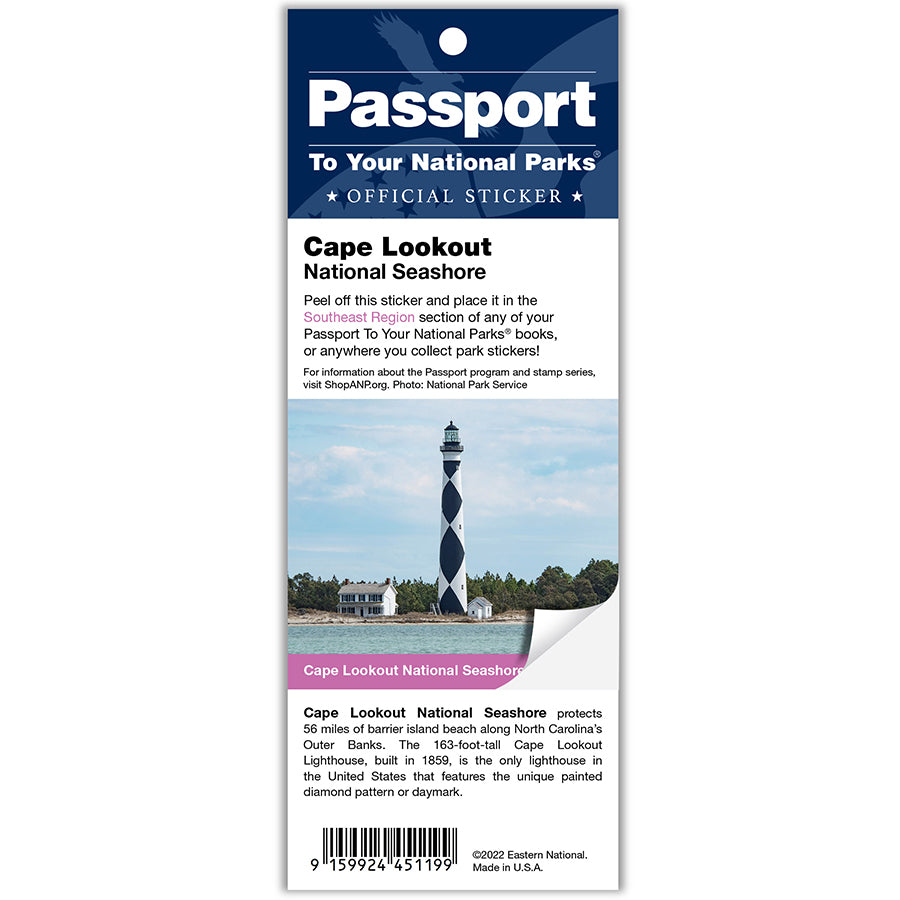 Passport
To Your National Parks®
★ OFFICIAL STICKER ★
Cape Lookout
National Seashore
Peel off this sticker and place it in the
Southeast Region section of any of your
Passport To Your National Parks® books,
or anywhere you collect park stickers!
For information about the Passport program and stamp series,
visit ShopANP.org. Photo: National Park Service
Cape Lookout National Seashore
Cape Lookout National Seashore protects
56 miles of barrier island beach along North Carolina's
Outer Banks. The 163-foot-tall Cape Lookout
Lighthouse, built in 1859, is the only lighthouse in
the United States that features the unique painted
diamond pattern or daymark.
9 159924 451199
©2022 Eastern National.
Made in U.S.A.